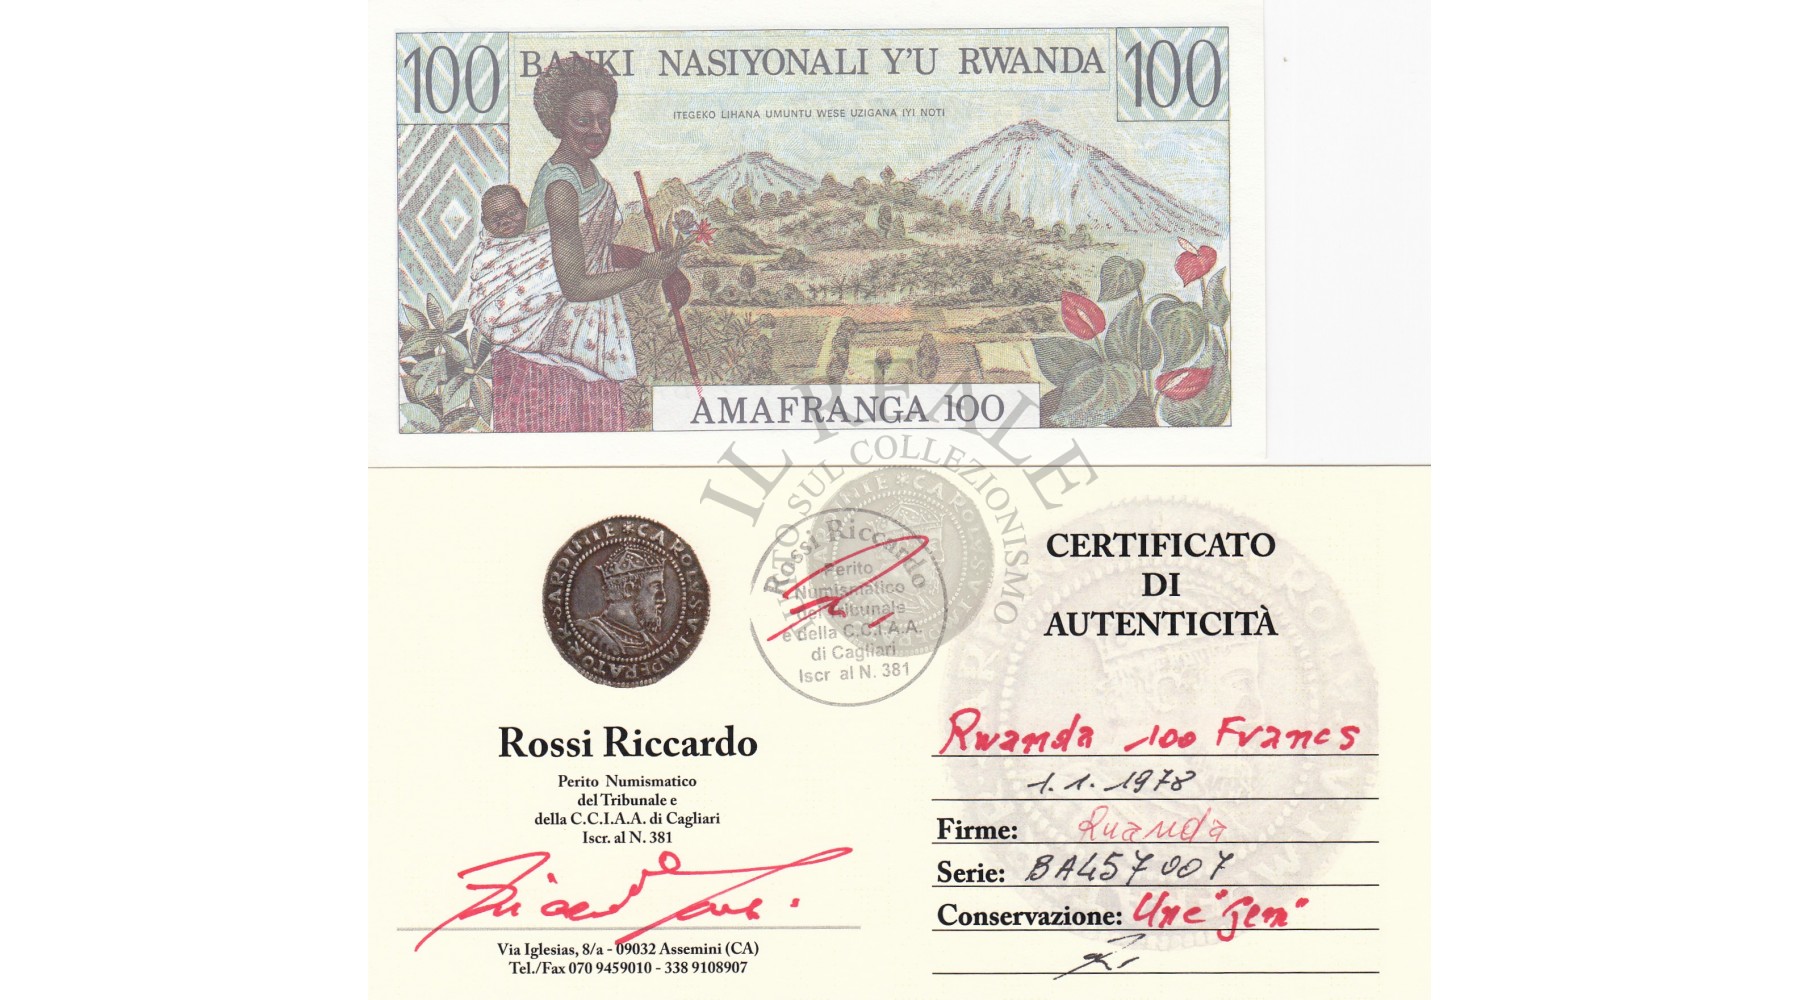 100 BANKI NASIYONALI Y'U RWANDA 100
ITEGEKO LIHANA UMUNTU WESE UZIGANA IYI NOTI
AMAFRANGA 100
IL REALE
SUL COLLEZIONISMO
SARDINIE * CAROLVS V IMPERATOR
Rossi Riccardo
Perito
Numismatico
del Tribunale
e della C.C.I.A.A.
di Cagliari
Iscr al N. 381
CERTIFICATO
DI
AUTENTICITÀ
Rossi Riccardo
Perito Numismatico
del Tribunale e
della C.C.I.A.A. di Cagliari
Iscr. al N. 381
Via Iglesias, 8/a - 09032 Assemini (CA)
Tel./Fax 070 9459010 - 338 9108907
Rwanda 100 Francs
1.1.1978
Firme: Ruanda
Serie: BA457007
Conservazione: Unc "Gem"